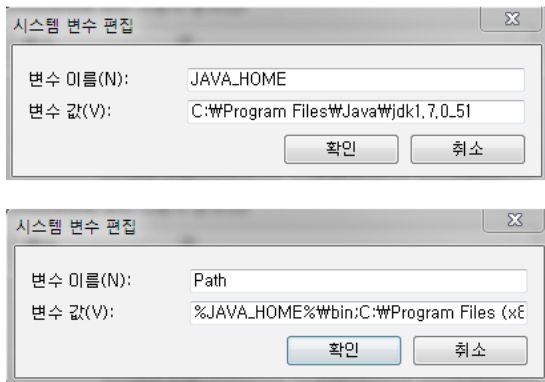 시스템 변수 편집
변수 이름(N): JAVA_HOME
변수 값(V): C:₩Program Files₩Java₩jdk1.7.0_51
확인 취소
시스템 변수 편집
변수 이름(N): Path
변수 값(V): %JAVA_HOME%₩bin;C:₩Program Files (x8
확인 취소